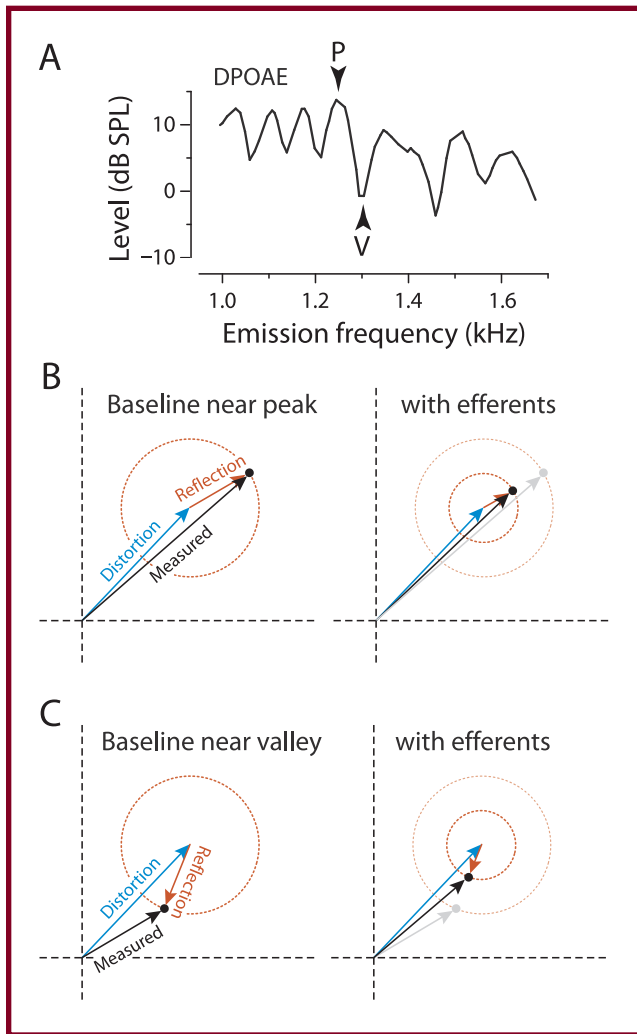 A
P
DPOAE
Level (dB SPL)
10
0
−10
V
1.0
1.2
1.4
1.6
Emission frequency (kHz)
B
Baseline near peak
with efferents
Reflection
Distortion
Measured
C
Baseline near valley
with efferents
Reflection
Distortion
Measured